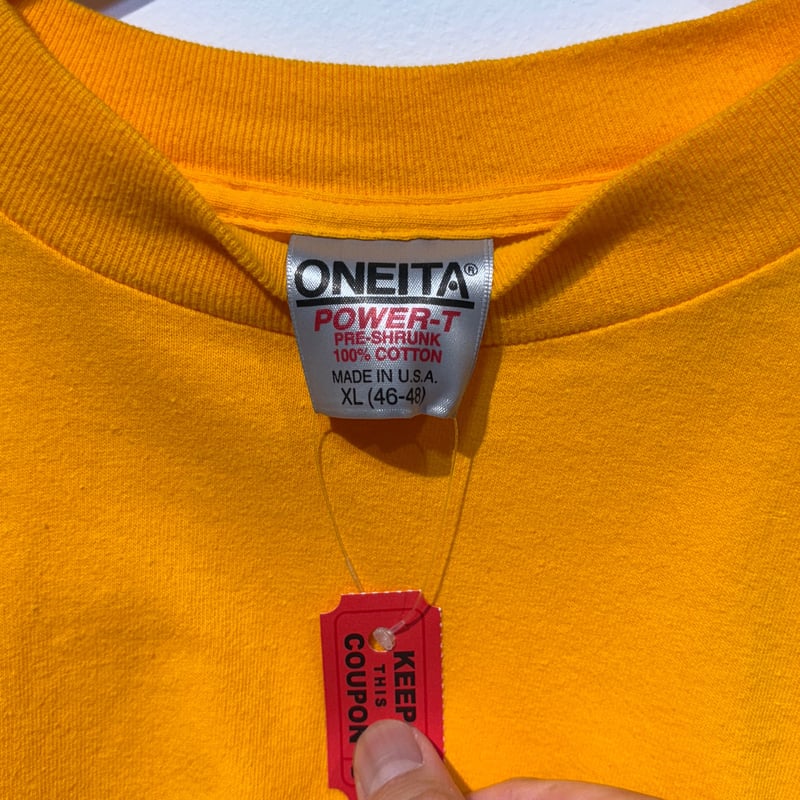 ONEITA®
POWER-T
PRE-SHRUNK
100% COTTON
MADE IN U.S.A.
XL (46-48)
KEEP
THIS
COUPON